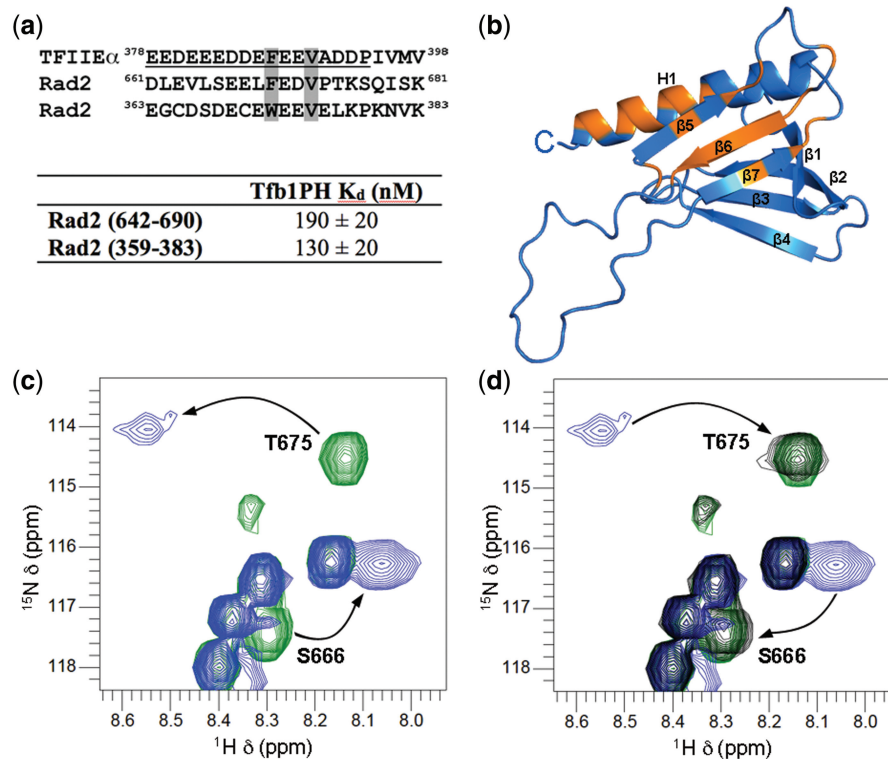 (a)
TFIIEα ³⁷⁸ EEDEEEDDEFEEVADDPIVMV ³⁹⁸
Rad2 ⁶⁶¹ DLEVLSEELFEDVPTKSQISK ⁶⁸¹
Rad2 ³⁶³ EGCDSDECEWEEVELKPKNVK ³⁸³
Tfb1PH Kd (nM)
Rad2 (642-690) 190 ± 20
Rad2 (359-383) 130 ± 20
(b)
H1
β5
C
β6
β1
β7
β2
β3
β4
(c)
114
T675
115
116
117
S666
118
¹⁵N δ (ppm)
8.6 8.5 8.4 8.3 8.2 8.1 8.0
¹H δ (ppm)
(d)
114
T675
115
116
117
S666
118
¹⁵N δ (ppm)
8.6 8.5 8.4 8.3 8.2 8.1 8.0
¹H δ (ppm)